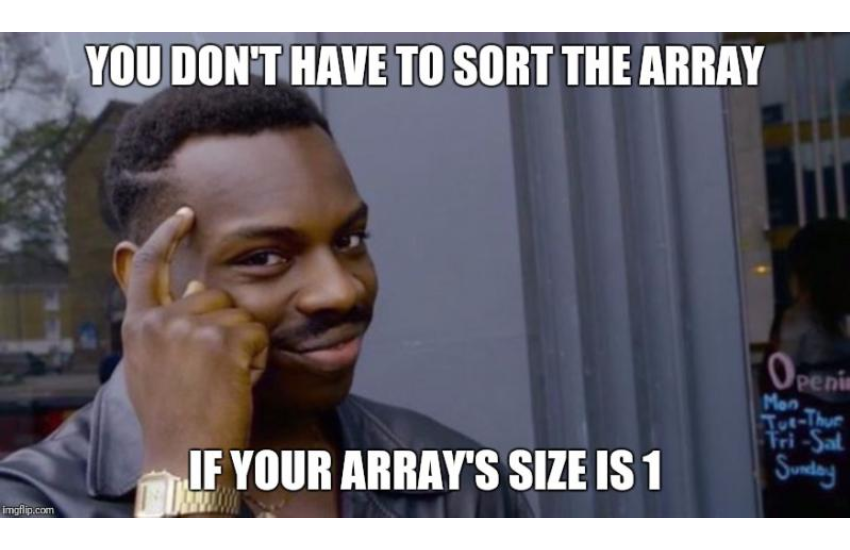 YOU DON'T HAVE TO SORT THE ARRAY
IF YOUR ARRAY'S SIZE IS 1
Mon
Tue-Thur
Fri-Sat
Sunday
imgflip.com